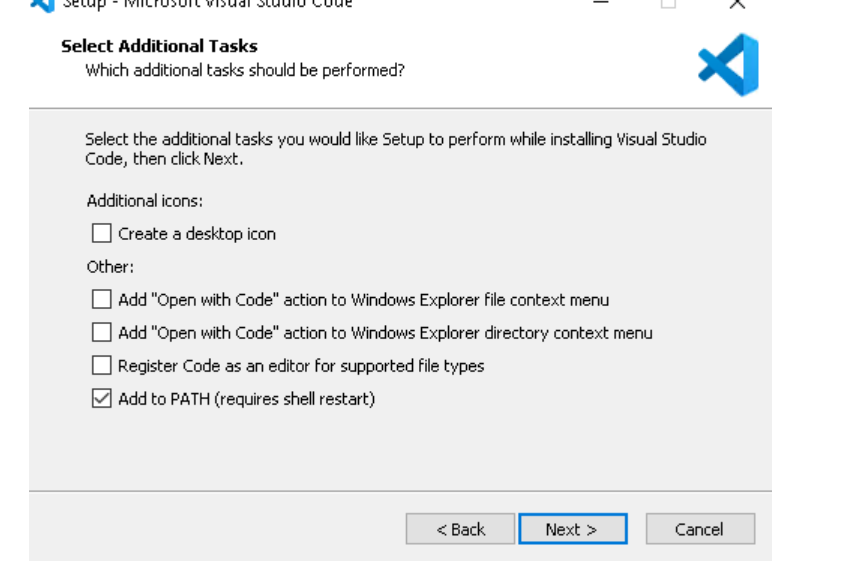 Setup - Microsoft Visual Studio Code
Select Additional Tasks
Which additional tasks should be performed?
Select the additional tasks you would like Setup to perform while installing Visual Studio
Code, then click Next.
Additional icons:
Create a desktop icon
Other:
Add "Open with Code" action to Windows Explorer file context menu
Add "Open with Code" action to Windows Explorer directory context menu
Register Code as an editor for supported file types
Add to PATH (requires shell restart)
< Back Next > Cancel